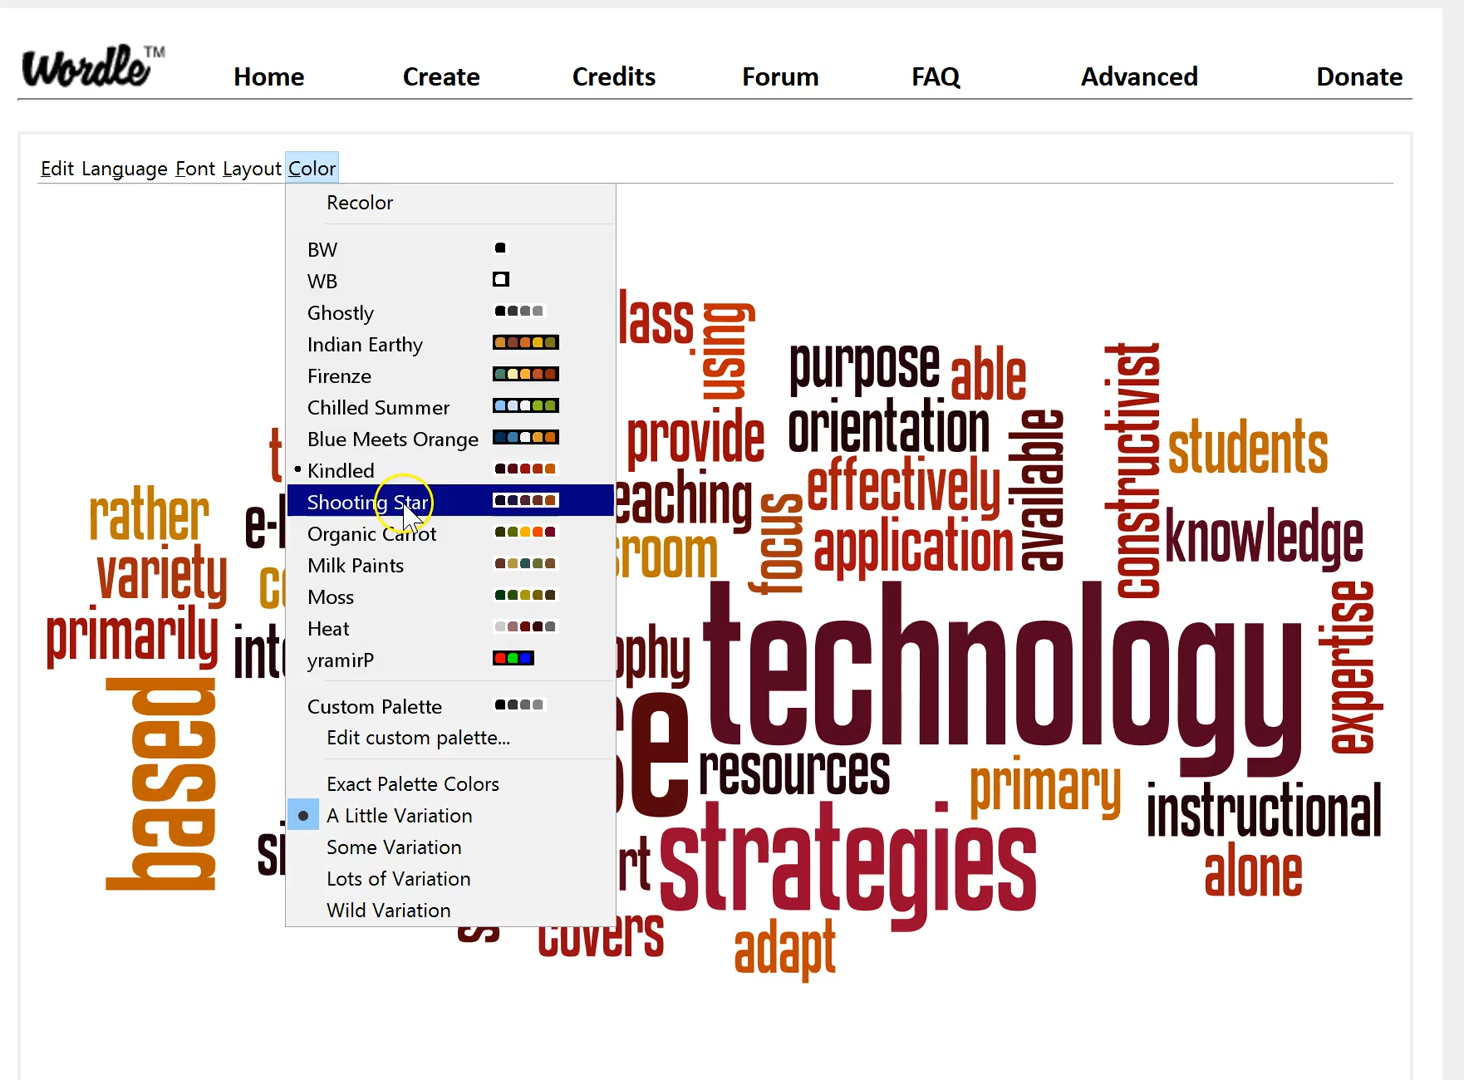 Wordle™
Home Create Credits Forum FAQ Advanced Donate
Edit Language Font Layout Color
Recolor
BW
WB
Ghostly
Indian Earthy
Firenze
Chilled Summer
Blue Meets Orange
Kindled
Shooting Star
Organic Carrot
Milk Paints
Moss
Heat
yramirP
Custom Palette
Edit custom palette...
Exact Palette Colors
A Little Variation
Some Variation
Lots of Variation
Wild Variation
lass
using
purpose
able
constructivist
orientation
available
provide
students
effectively
eaching
rather
focus
knowledge
application
sroom
variety
primarily
technology
expertise
ophy
based
resources
primary
instructional
strategies
alone
covers
adapt